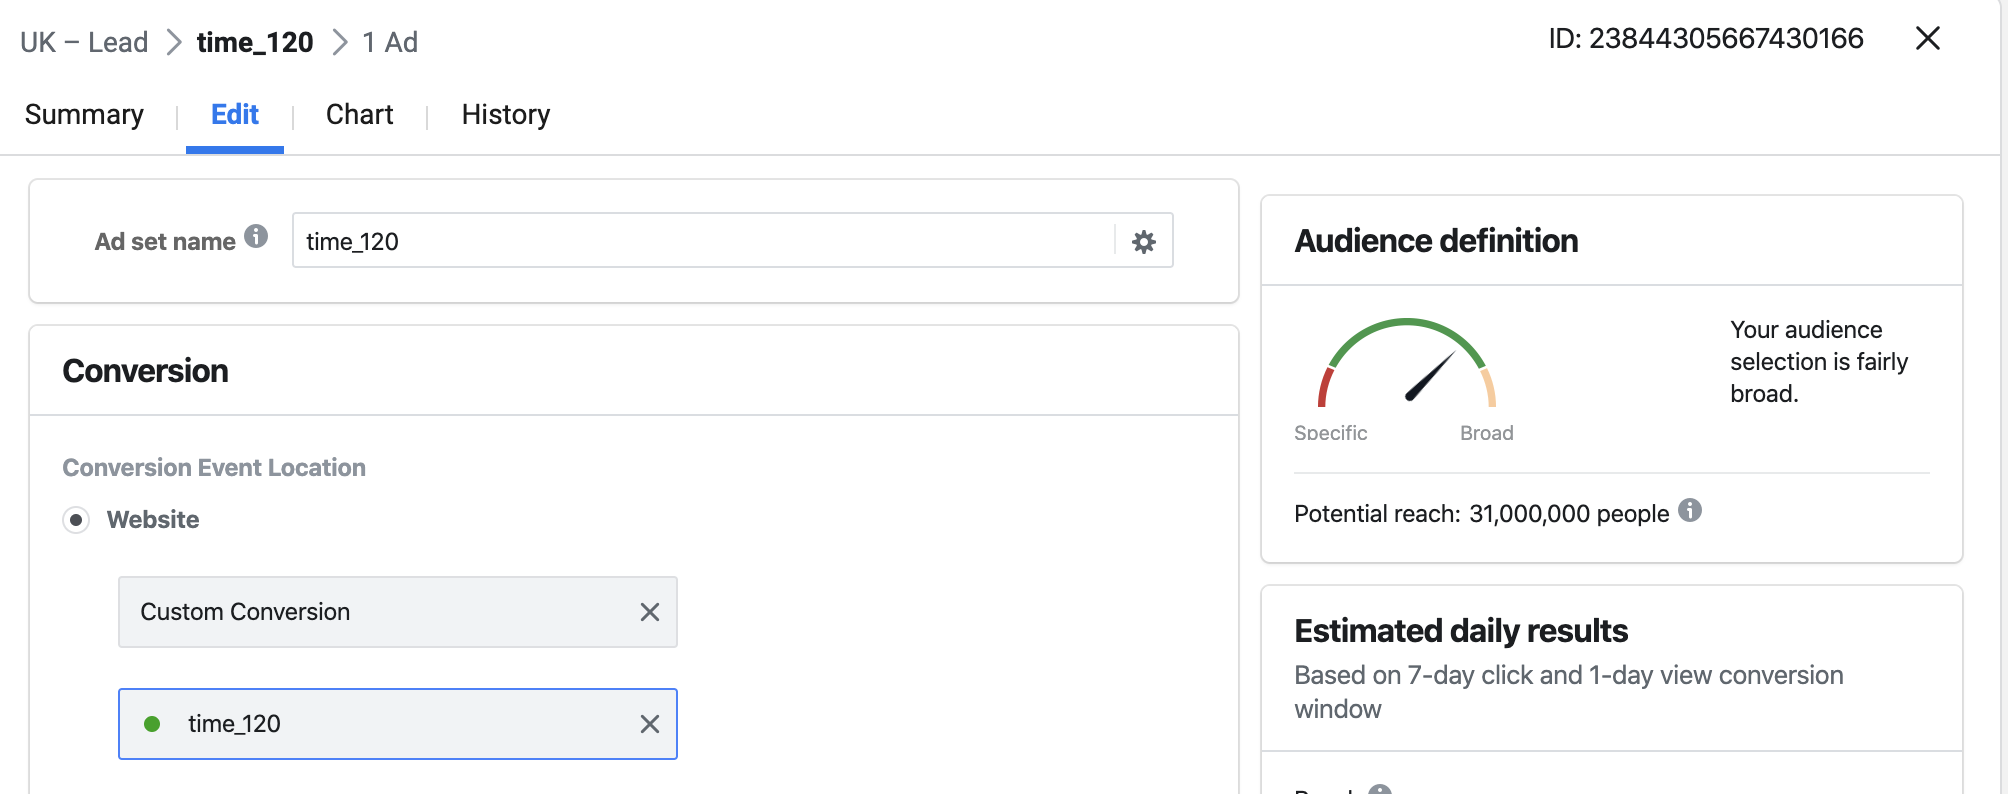 UK – Lead > time_120 > 1 Ad
ID: 23844305667430166
Summary
Edit
Chart
History
Ad set name
time_120
Conversion
Conversion Event Location
Website
Custom Conversion
time_120
Audience definition
Your audience
selection is fairly
broad.
Specific
Broad
Potential reach: 31,000,000 people
Estimated daily results
Based on 7-day click and 1-day view conversion
window